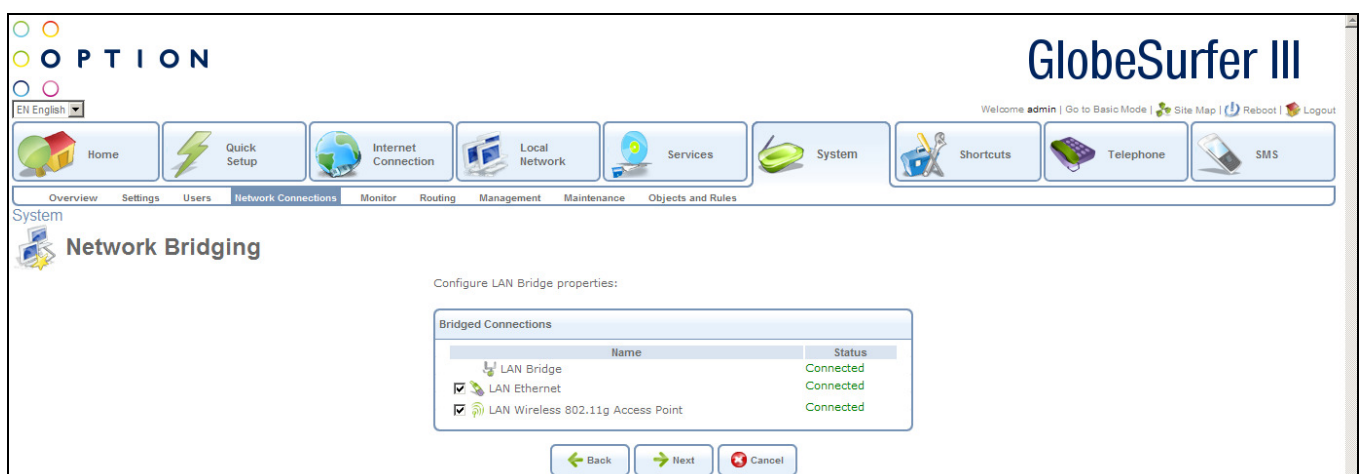 OPTION
GlobeSurfer III
EN English
Welcome admin | Go to Basic Mode | Site Map | Reboot | Logout
Home
Quick Setup
Internet Connection
Local Network
Services
System
Shortcuts
Telephone
SMS
Overview Settings Users Network Connections Monitor Routing Management Maintenance Objects and Rules
System
Network Bridging
Configure LAN Bridge properties:
Bridged Connections
Name Status
LAN Bridge Connected
LAN Ethernet Connected
LAN Wireless 802.11g Access Point Connected
Back Next Cancel